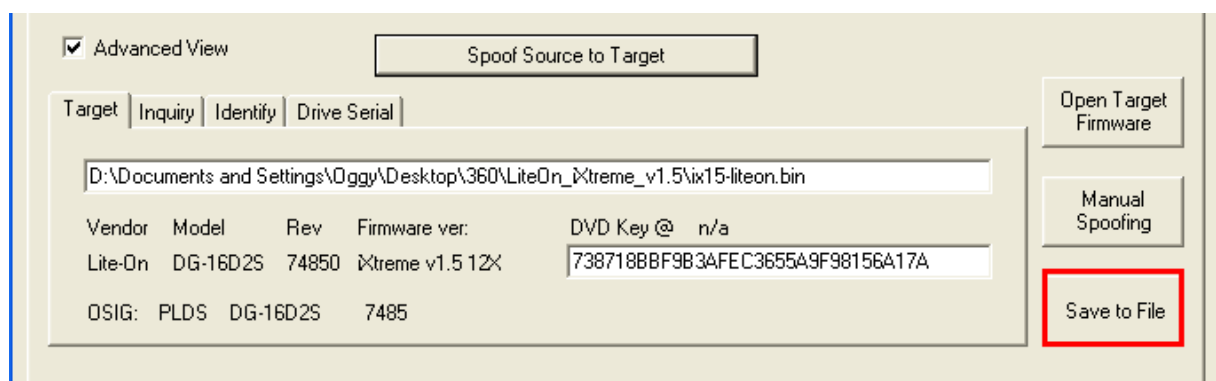 Advanced View
Spoof Source to Target
Target Inquiry Identify Drive Serial
Open Target
Firmware
D:\Documents and Settings\Oggy\Desktop\360\LiteOn_iXtreme_v1.5\ix15-liteon.bin
Manual
Spoofing
Vendor Model Rev Firmware ver: DVD Key @ n/a
Lite-On DG-16D2S 74850 iXtreme v1.5 12X 738718BBF9B3AFEC3655A9F98156A17A
OSIG: PLDS DG-16D2S 7485
Save to File